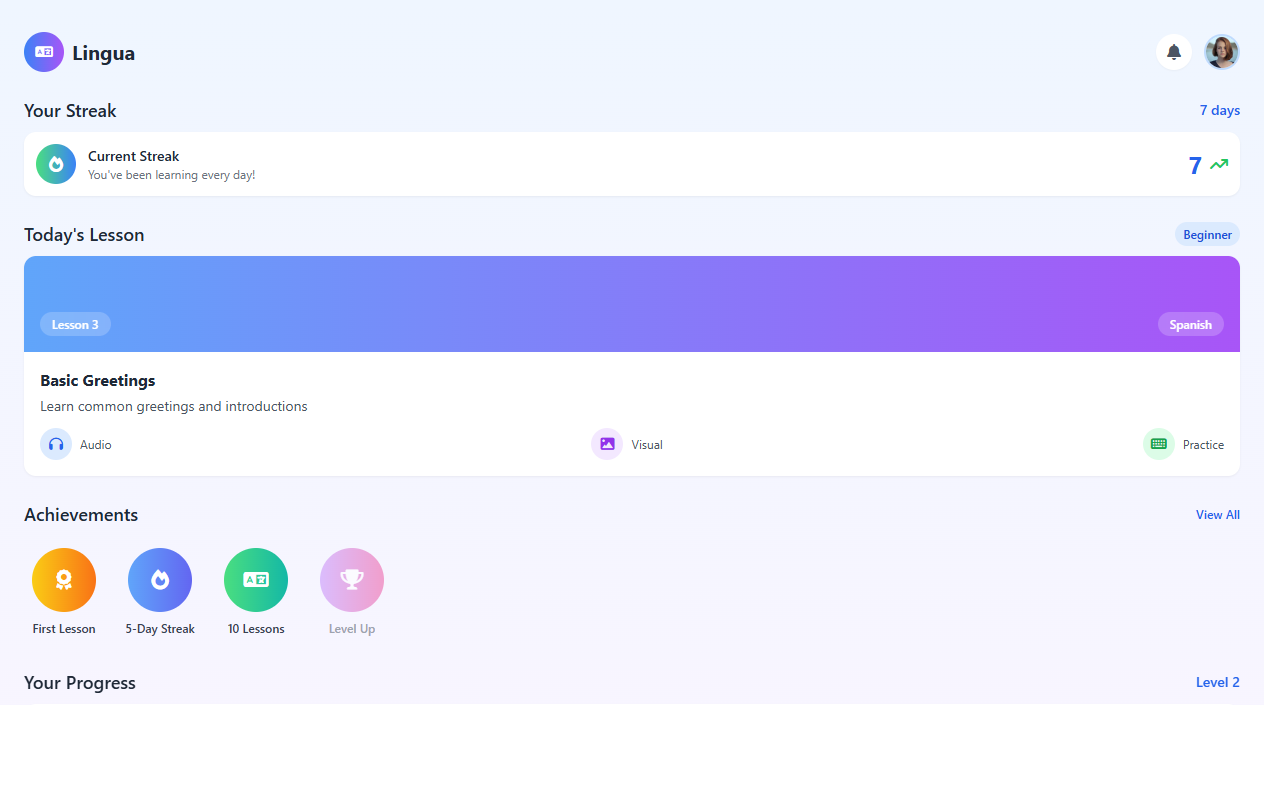 Lingua
Your Streak
7 days
Current Streak
You've been learning every day!
7
Today's Lesson
Beginner
Lesson 3
Spanish
Basic Greetings
Learn common greetings and introductions
Audio
Visual
Practice
Achievements
View All
First Lesson
5-Day Streak
10 Lessons
Level Up
Your Progress
Level 2